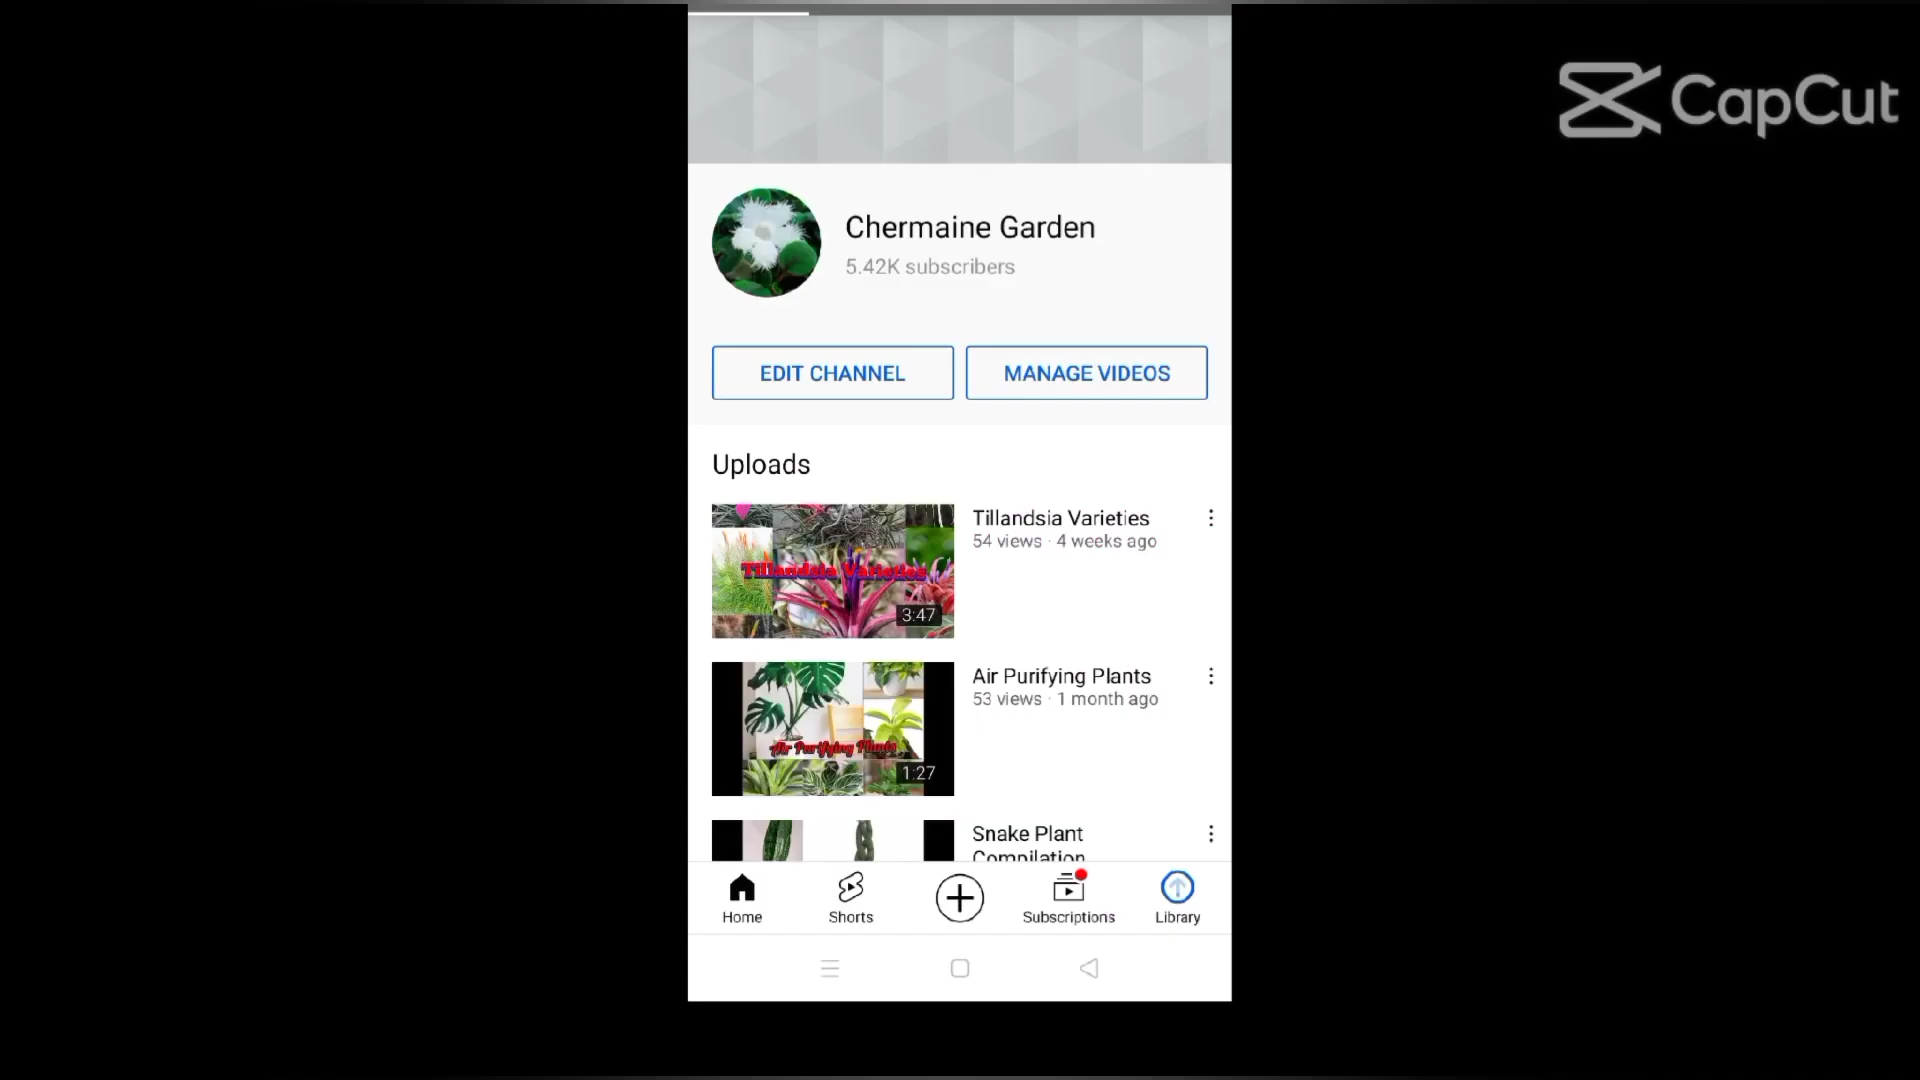 CapCut
Chermaine Garden
5.42K subscribers
EDIT CHANNEL
MANAGE VIDEOS
Uploads
Tillandsia Varieties
3:47
Tillandsia Varieties
54 views · 4 weeks ago
Air Purifying Plants
1:27
Air Purifying Plants
53 views · 1 month ago
Snake Plant
Compilation
Home
Shorts
Subscriptions
Library